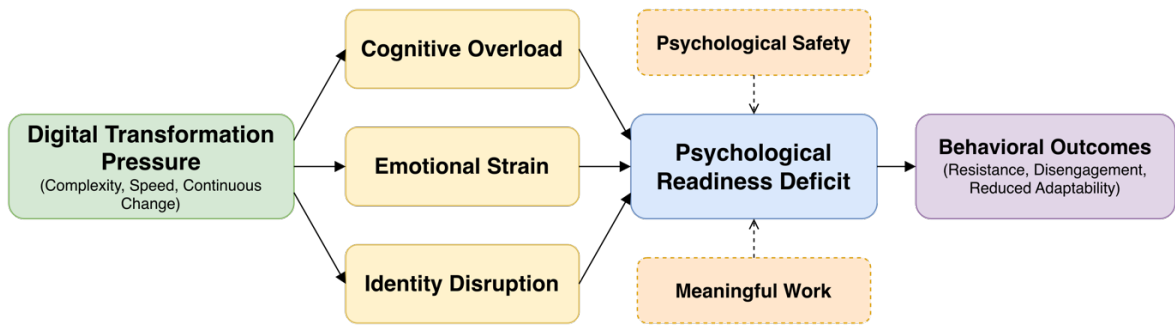 Digital Transformation
Pressure
(Complexity, Speed, Continuous
Change)
Cognitive Overload
Emotional Strain
Identity Disruption
Psychological Safety
Psychological
Readiness Deficit
Meaningful Work
Behavioral Outcomes
(Resistance, Disengagement,
Reduced Adaptability)